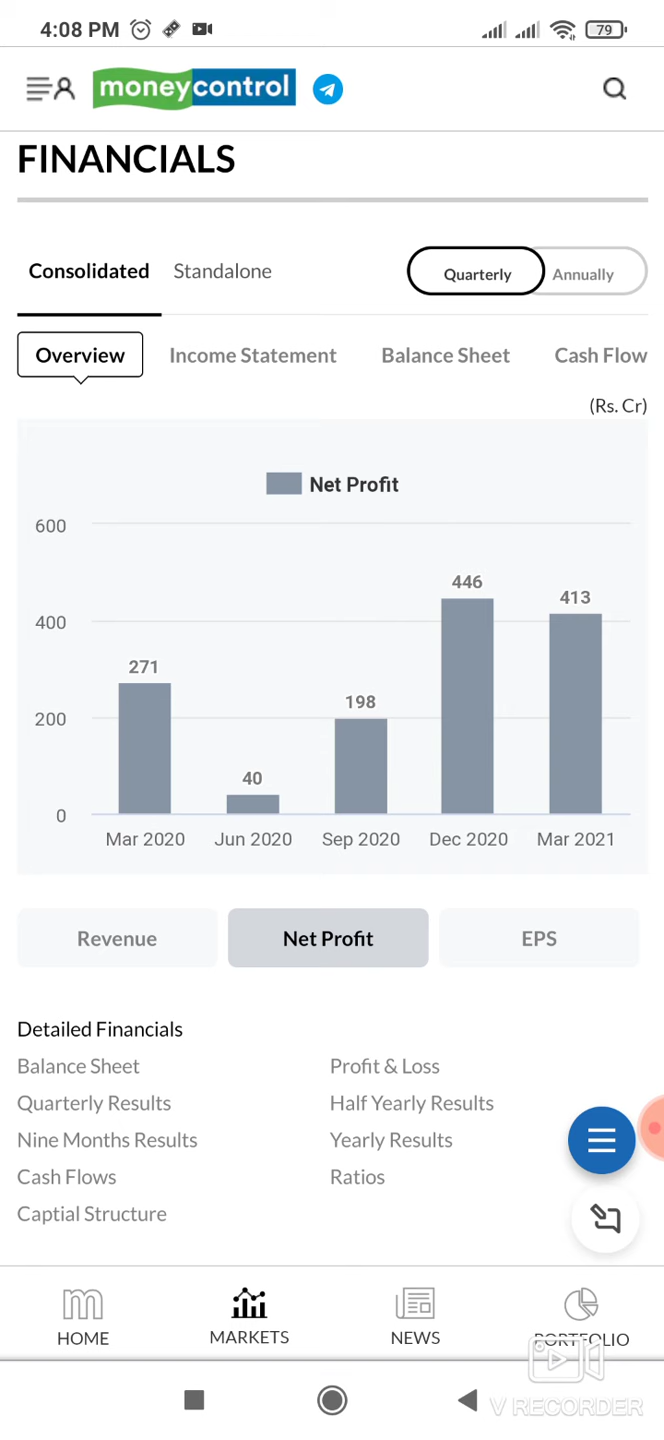 4:08 PM
79
moneycontrol
FINANCIALS
Consolidated Standalone Quarterly Annually
Overview Income Statement Balance Sheet Cash Flow
(Rs. Cr)
Net Profit
600
446
413
400
271
198
200
40
0
Mar 2020 Jun 2020 Sep 2020 Dec 2020 Mar 2021
Revenue Net Profit EPS
Detailed Financials
Balance Sheet Profit & Loss
Quarterly Results Half Yearly Results
Nine Months Results Yearly Results
Cash Flows Ratios
Captial Structure
HOME MARKETS NEWS PORTFOLIO
V RECORDER